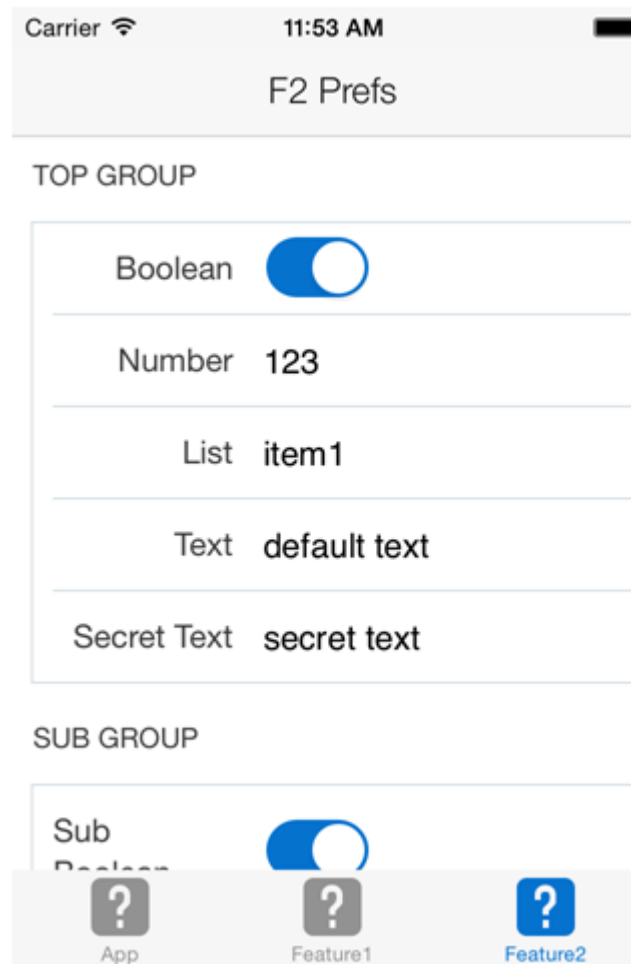 Carrier 11:53 AM
F2 Prefs
TOP GROUP
Boolean
Number 123
List item1
Text default text
Secret Text secret text
SUB GROUP
Sub
Boolean
? ? ?
App Feature1 Feature2